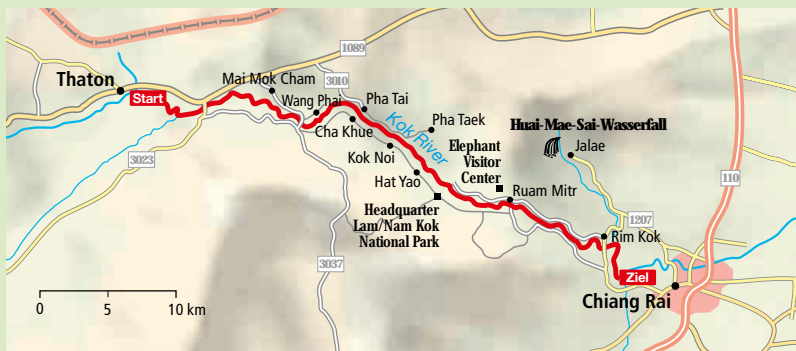 1089
Thaton
Mai Mok Cham
3010
Start
Wang Phai
Pha Tai
Cha Khue
Pha Taek
Kok River
Huai-Mae-Sai-Wasserfall
Jalae
Kok Noi
Elephant
Visitor
Center
3023
110
Hat Yao
Ruam Mitr
Headquarter
Lam/Nam Kok
National Park
1207
Rim Kok
3037
Ziel
Chiang Rai
0 5 10 km